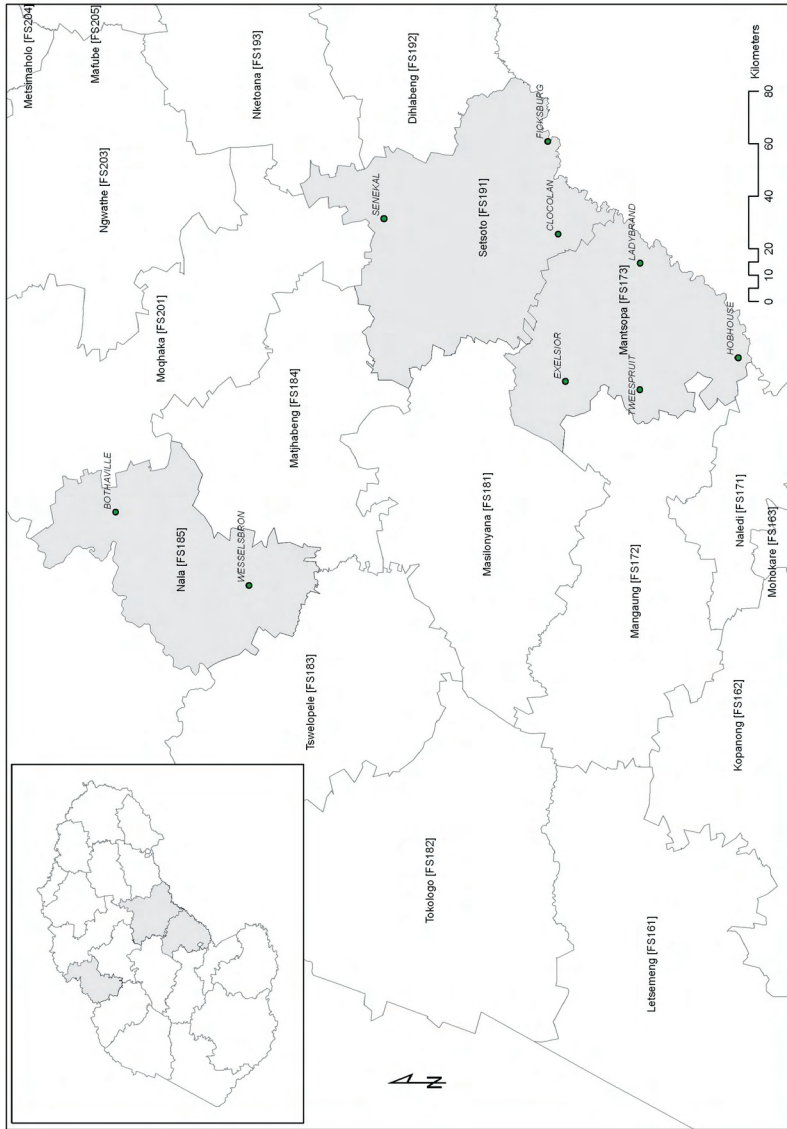 Metsimaholo [FS204]
Mafube [FS205]
Ngwathe [FS203]
Nketoana [FS193]
Dihlabeng [FS192]
Moqhaka [FS201]
SENEKAL
Setsoto [FS191]
FICKSBURG
CLOCOLAN
BOTHAVILLE
Nala [FS185]
WESSELSBRON
Matjhabeng [FS184]
EXELSIOR
Mantsopa [FS173]
LADYBRAND
TWEESPRUIT
HOBHOUSE
Masilonyana [FS181]
Tswelopele [FS183]
Mangaung [FS172]
Naledi [FS171]
Mohokare [FS163]
Tokologo [FS182]
Kopanong [FS162]
Letsemeng [FS161]
N
0 10 20 40 60 80
Kilometers